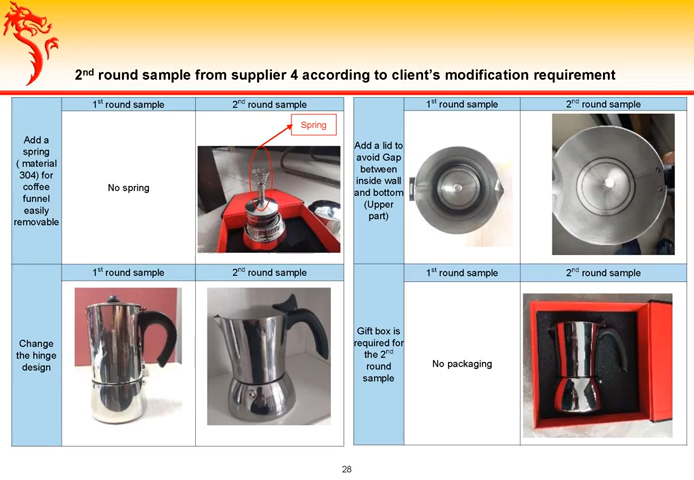 2nd round sample from supplier 4 according to client’s modification requirement
1st round sample
2nd round sample
Add a
spring
( material
304) for
coffee
funnel
easily
removable
No spring
Spring
1st round sample
2nd round sample
Change
the hinge
design
1st round sample
2nd round sample
Add a lid to
avoid Gap
between
inside wall
and bottom
(Upper
part)
1st round sample
2nd round sample
Gift box is
required for
the 2nd
round
sample
No packaging
28